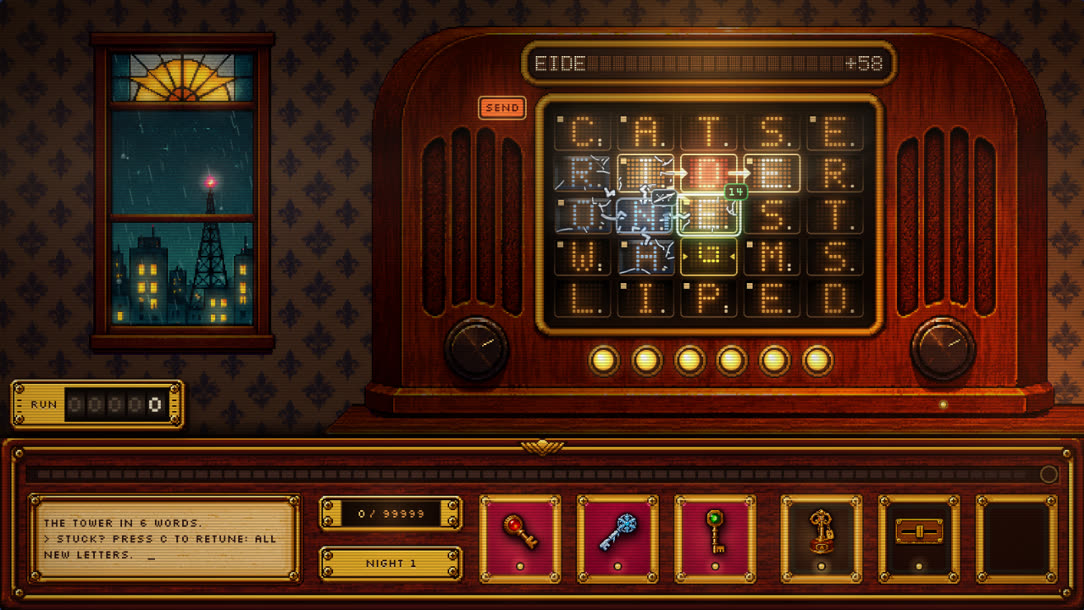 EIDE +58
SEND
C. A. T. S. E.
R. I D E R.
O. N E S. T.
W. A. U M. S.
L. I. P. E. D.
14
RUN 00000
THE TOWER IN 6 WORDS.
> STUCK? PRESS C TO RETUNE: ALL
NEW LETTERS. _
0 / 99999
NIGHT 1